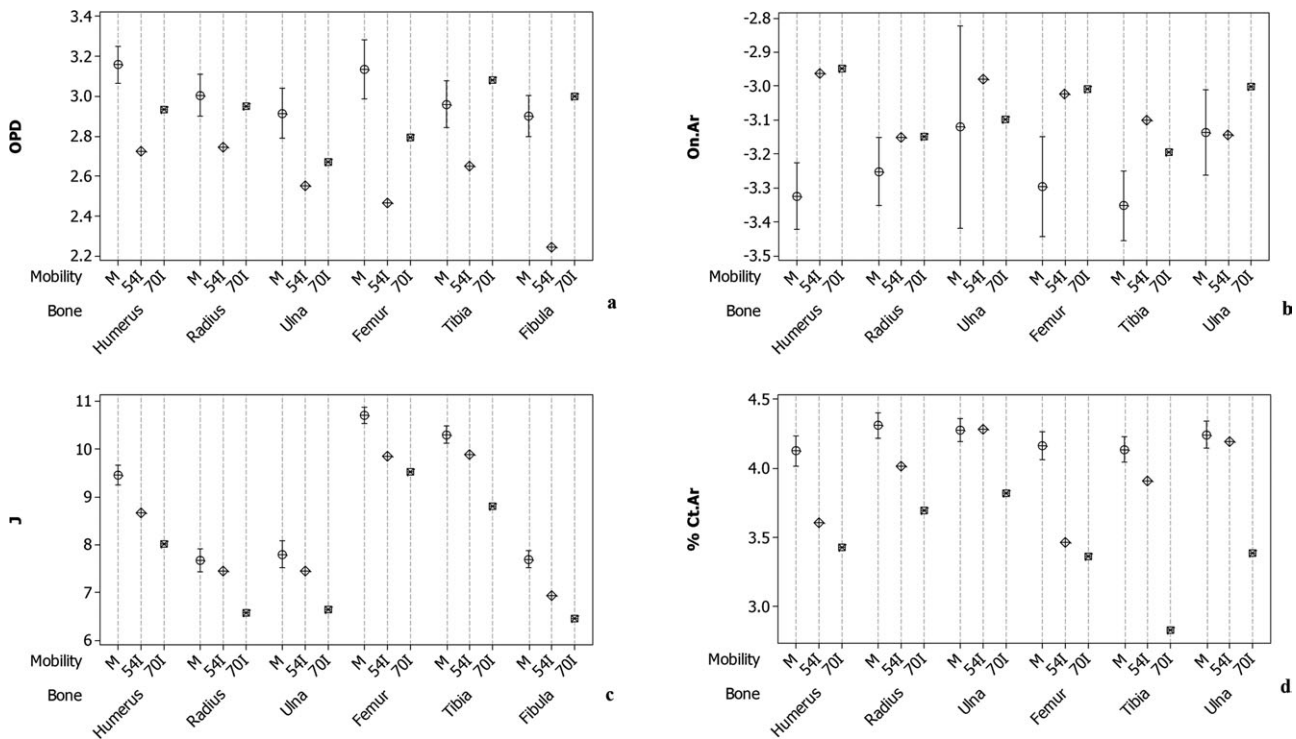 3.4
3.2
3.0
2.8
2.6
2.4
2.2
OPD
Mobility M 54I 70I M 54I 70I M 54I 70I M 54I 70I M 54I 70I M 54I 70I
Bone Humerus Radius Ulna Femur Tibia Fibula
a
-2.8
-2.9
-3.0
-3.1
-3.2
-3.3
-3.4
-3.5
On.Ar
Mobility M 54I 70I M 54I 70I M 54I 70I M 54I 70I M 54I 70I M 54I 70I
Bone Humerus Radius Ulna Femur Tibia Ulna
b
11
10
9
8
7
6
J
Mobility M 54I 70I M 54I 70I M 54I 70I M 54I 70I M 54I 70I M 54I 70I
Bone Humerus Radius Ulna Femur Tibia Fibula
c
4.5
4.0
3.5
3.0
% Ct.Ar
Mobility M 54I 70I M 54I 70I M 54I 70I M 54I 70I M 54I 70I M 54I 70I
Bone Humerus Radius Ulna Femur Tibia Ulna
d